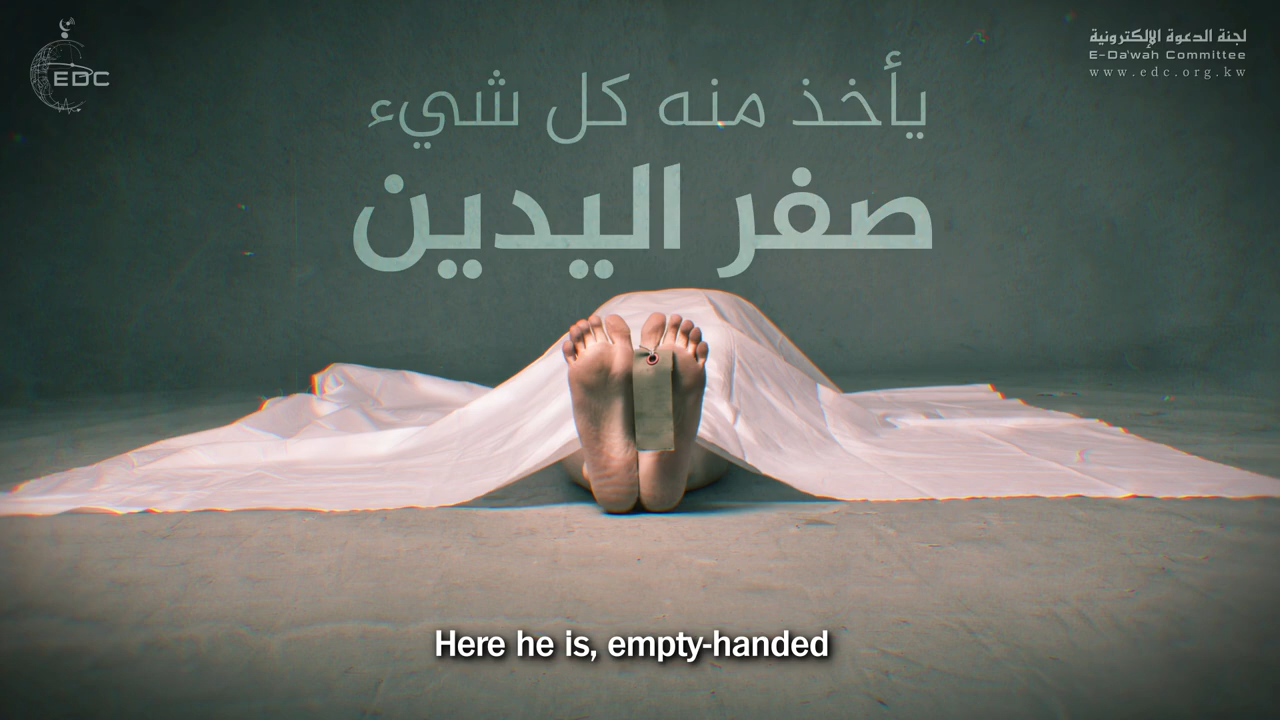 EDC
لجنة الدعوة الإلكترونية
E-Da'wah Committee
www.edc.org.kw
يأخذ منه كل شيء
صفر اليدين
Here he is, empty-handed